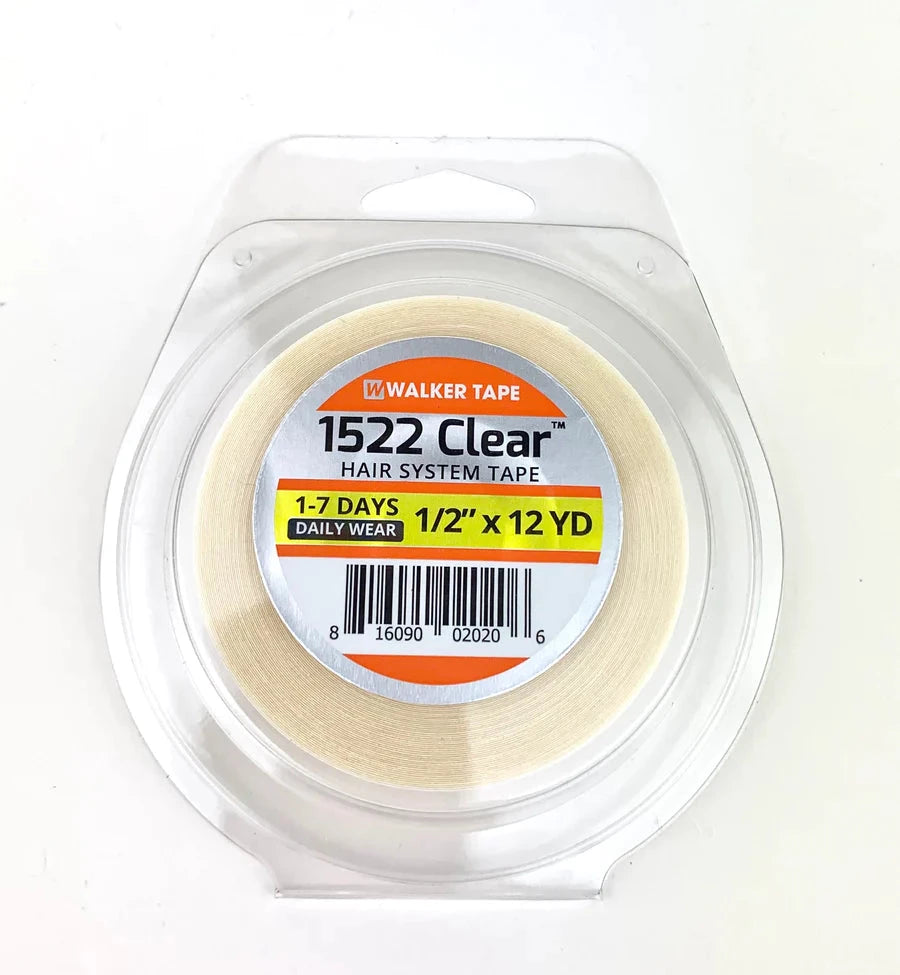 W WALKER TAPE
1522 Clear™
HAIR SYSTEM TAPE
1-7 DAYS
DAILY WEAR
1/2" x 12 YD
8 16090 02020 6